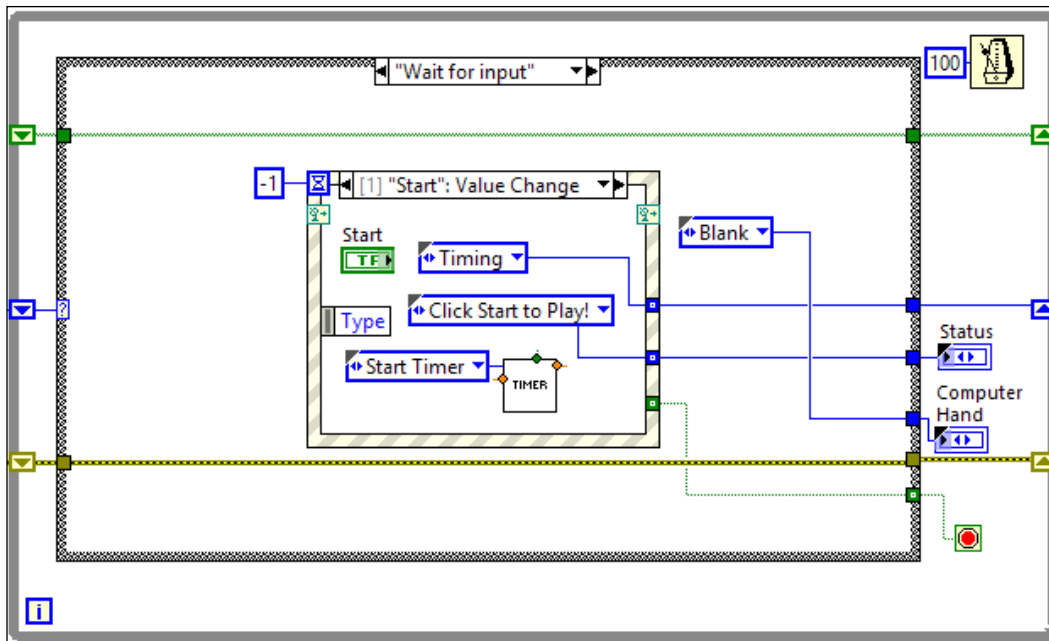 "Wait for input"
100
-1
[1] "Start": Value Change
Start
TF
Timing
Blank
Click Start to Play!
Type
Status
Start Timer
TIMER
Computer
Hand
?
i